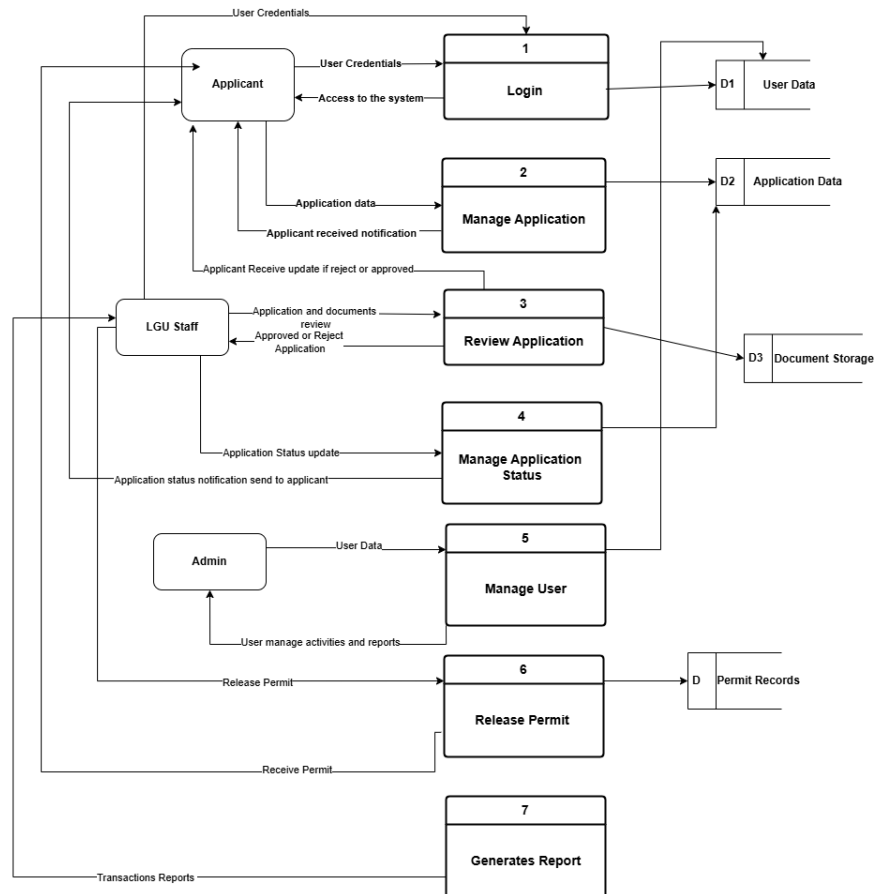 User Credentials
1
Login
Applicant
User Credentials
Access to the system
D1
User Data
2
Manage Application
Application data
Applicant received notification
D2
Application Data
Applicant Receive update if reject or approved
3
Review Application
LGU Staff
Application and documents
review
Approved or Reject
Application
D3
Document Storage
4
Manage Application
Status
Application Status update
Application status notification send to applicant
5
Manage User
Admin
User Data
User manage activities and reports
6
Release Permit
Release Permit
D
Permit Records
Receive Permit
7
Generates Report
Transactions Reports